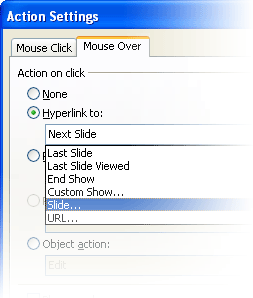 Action Settings
Mouse Click
Mouse Over
Action on click
None
Hyperlink to:
Next Slide
Last Slide
Last Slide Viewed
End Show
Custom Show...
Slide...
URL...
Object action:
Edit